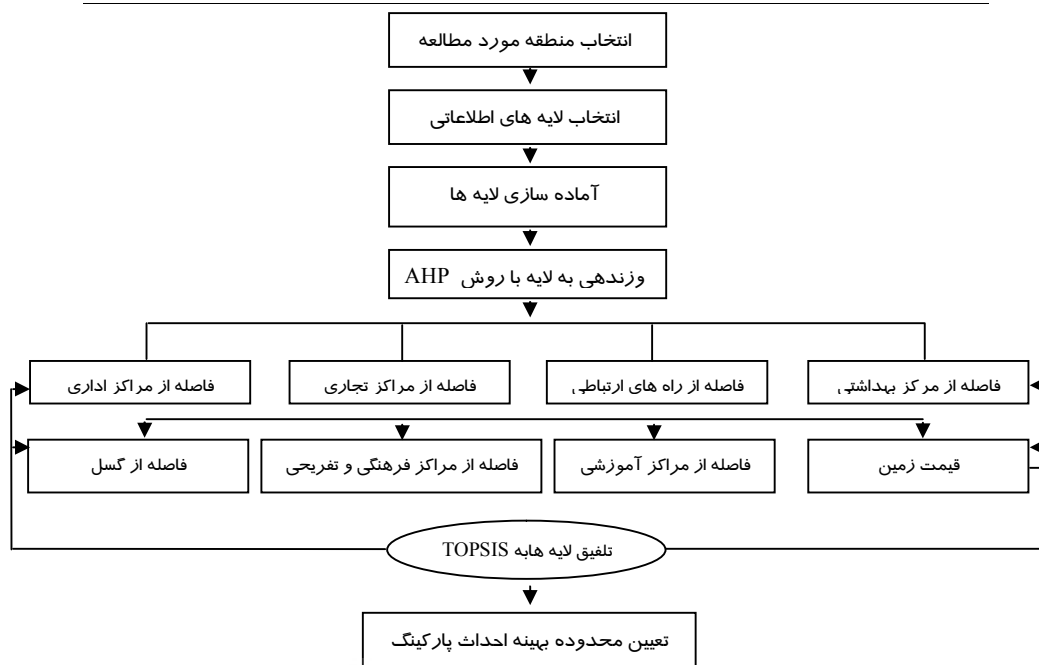 انتخاب منطقه مورد مطالعه
انتخاب لایه های اطلاعاتی
آماده سازی لایه ها
وزندهی به لایه با روش AHP
فاصله از مرکز بهداشتی
فاصله از راه های ارتباطی
فاصله از مراکز تجاری
فاصله از مراکز اداری
قیمت زمین
فاصله از مراکز آموزشی
فاصله از مراکز فرهنگی و تفریحی
فاصله از گسل
تلفیق لایه هابه TOPSIS
تعیین محدوده بهینه احداث پارکینگ